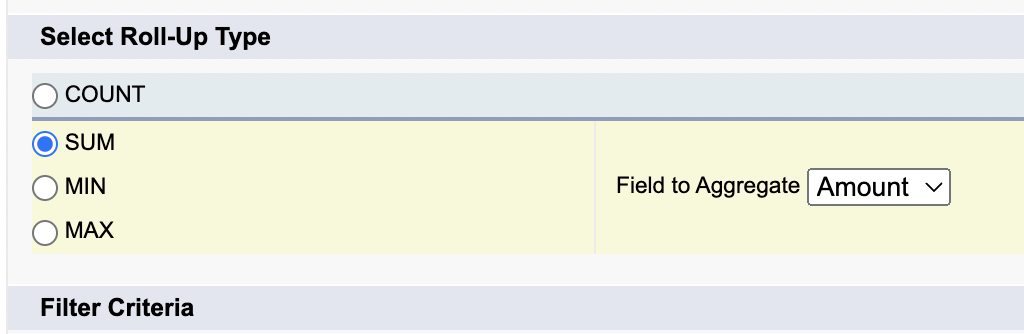 Select Roll-Up Type
COUNT
SUM
MIN
Field to Aggregate Amount
MAX
Filter Criteria